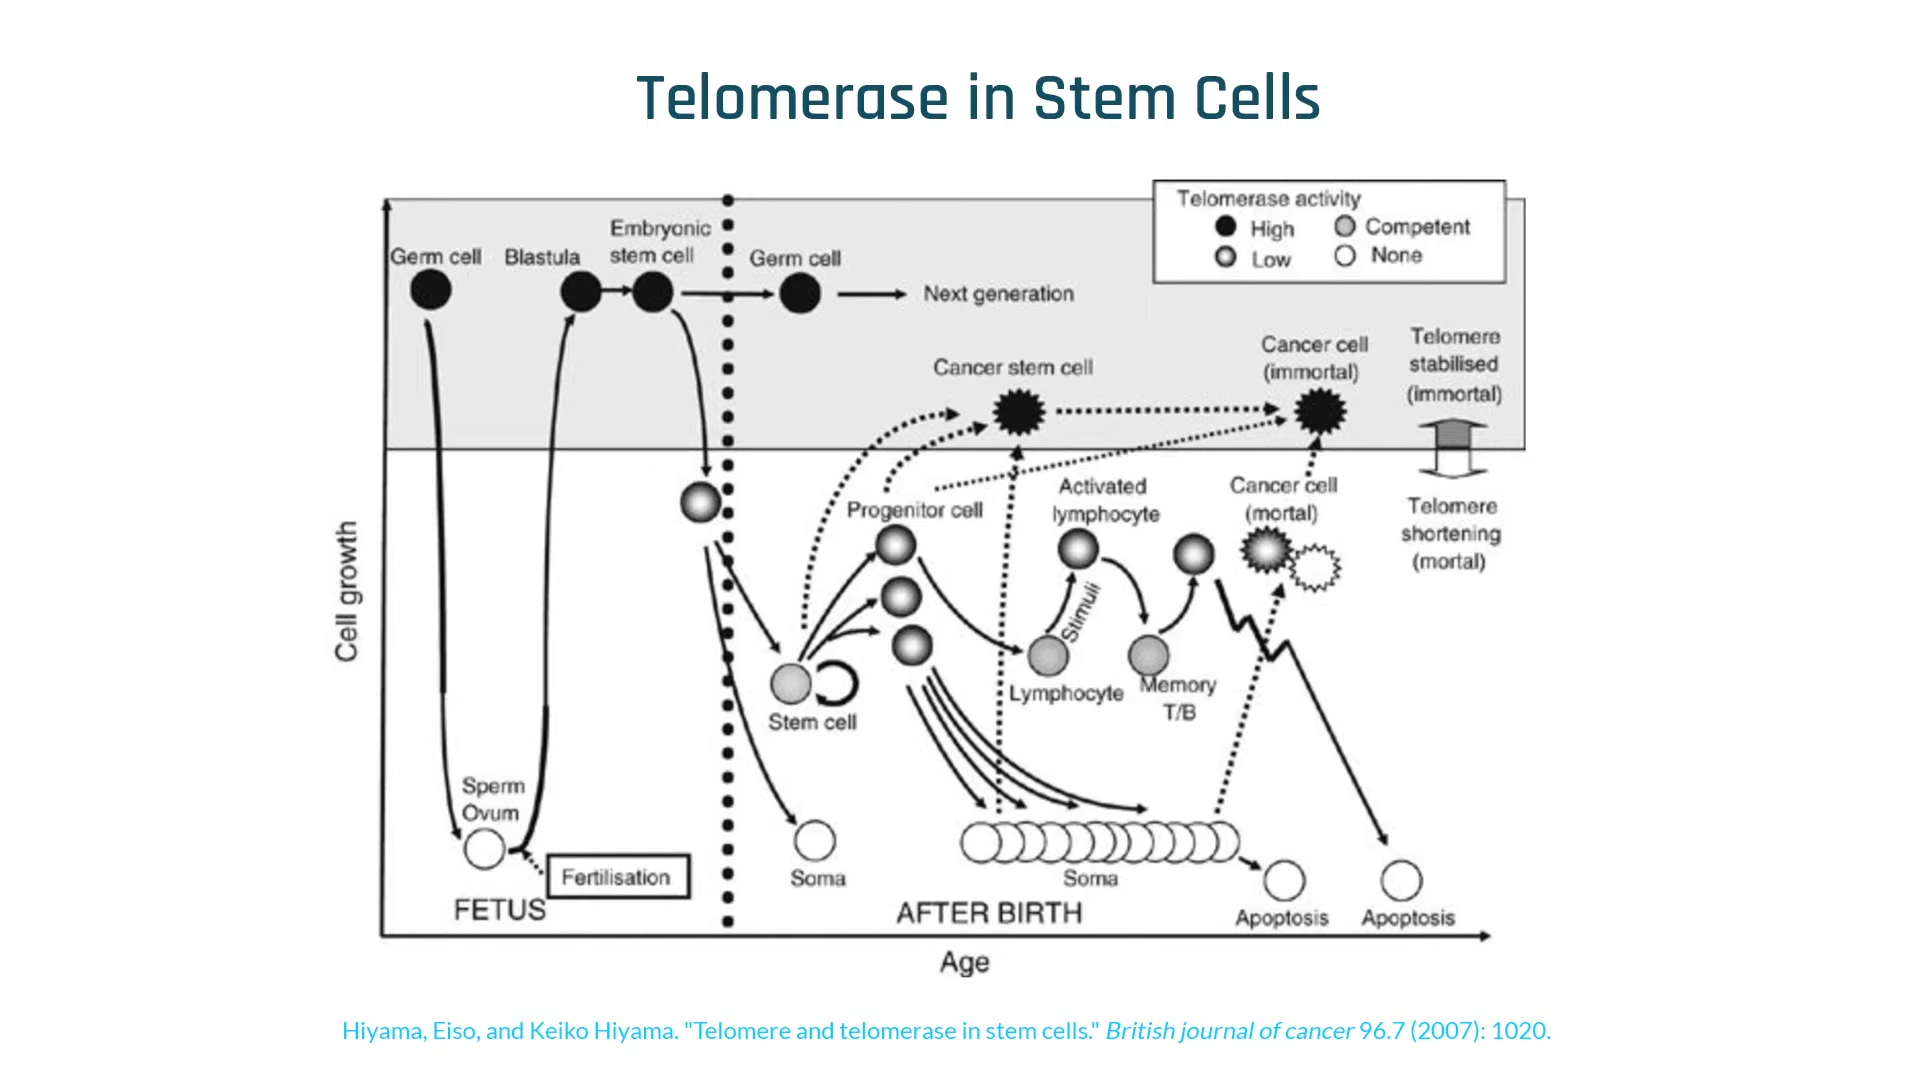 Telomerase in Stem Cells
Telomerase activity
High
Competent
Low
None
Germ cell
Blastula
Embryonic
stem cell
Germ cell
Next generation
Cancer stem cell
Cancer cell
(immortal)
Telomere
stabilised
(immortal)
Telomere
shortening
(mortal)
Progenitor cell
Activated
lymphocyte
Cancer cell
(mortal)
Stimuli
Lymphocyte
Memory
T/B
Stem cell
Sperm
Ovum
Fertilisation
Soma
Soma
Apoptosis
Apoptosis
FETUS
AFTER BIRTH
Cell growth
Age
Hiyama, Eiso, and Keiko Hiyama. "Telomere and telomerase in stem cells." British journal of cancer 96.7 (2007): 1020.